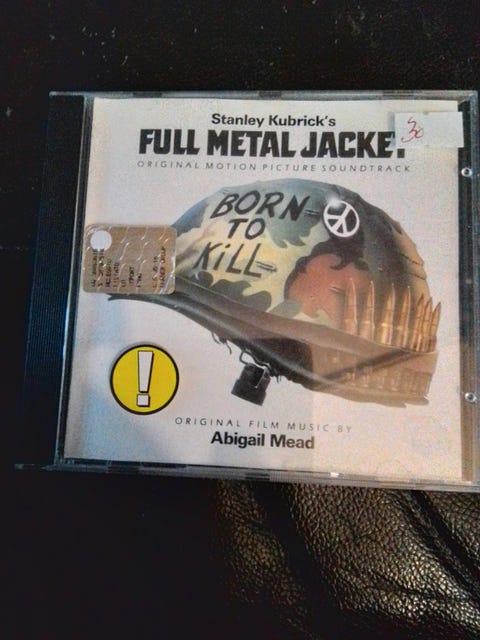 Stanley Kubrick's
FULL METAL JACKET
30
ORIGINAL MOTION PICTURE SOUNDTRACK
BORN
TO
KILL
!
ORIGINAL FILM MUSIC BY
Abigail Mead